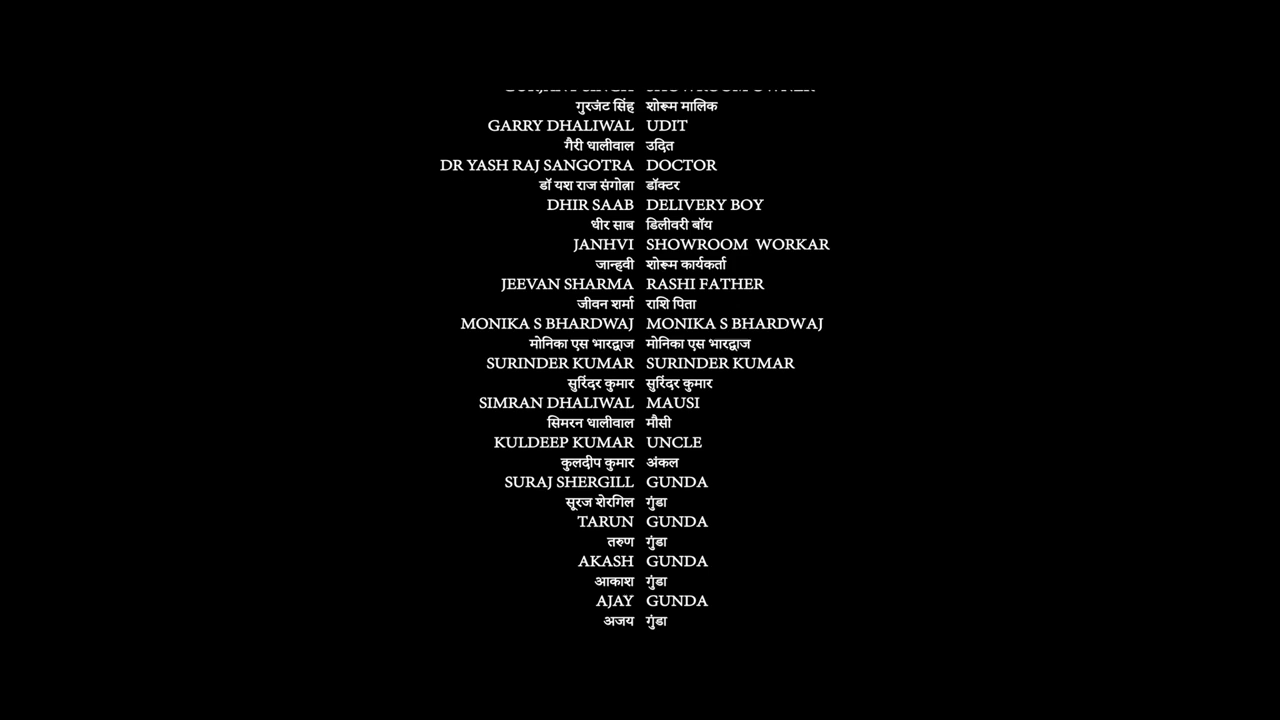 गुरजंट सिंह शोरूम मालिक
GARRY DHALIWAL UDIT
गैरी धालीवाल उदित
DR YASH RAJ SANGOTRA DOCTOR
डॉ यश राज संगोत्रा डॉक्टर
DHIR SAAB DELIVERY BOY
धीर साब डिलीवरी बॉय
JANHVI SHOWROOM WORKAR
जान्हवी शोरूम कार्यकर्ता
JEEVAN SHARMA RASHI FATHER
जीवन शर्मा राशि पिता
MONIKA S BHARDWAJ MONIKA S BHARDWAJ
मोनिका एस भारद्वाज मोनिका एस भारद्वाज
SURINDER KUMAR SURINDER KUMAR
सुरिंदर कुमार सुरिंदर कुमार
SIMRAN DHALIWAL MAUSI
सिमरन धालीवाल मौसी
KULDEEP KUMAR UNCLE
कुलदीप कुमार अंकल
SURAJ SHERGILL GUNDA
सूरज शेरगिल गुंडा
TARUN GUNDA
तरुण गुंडा
AKASH GUNDA
आकाश गुंडा
AJAY GUNDA
अजय गुंडा